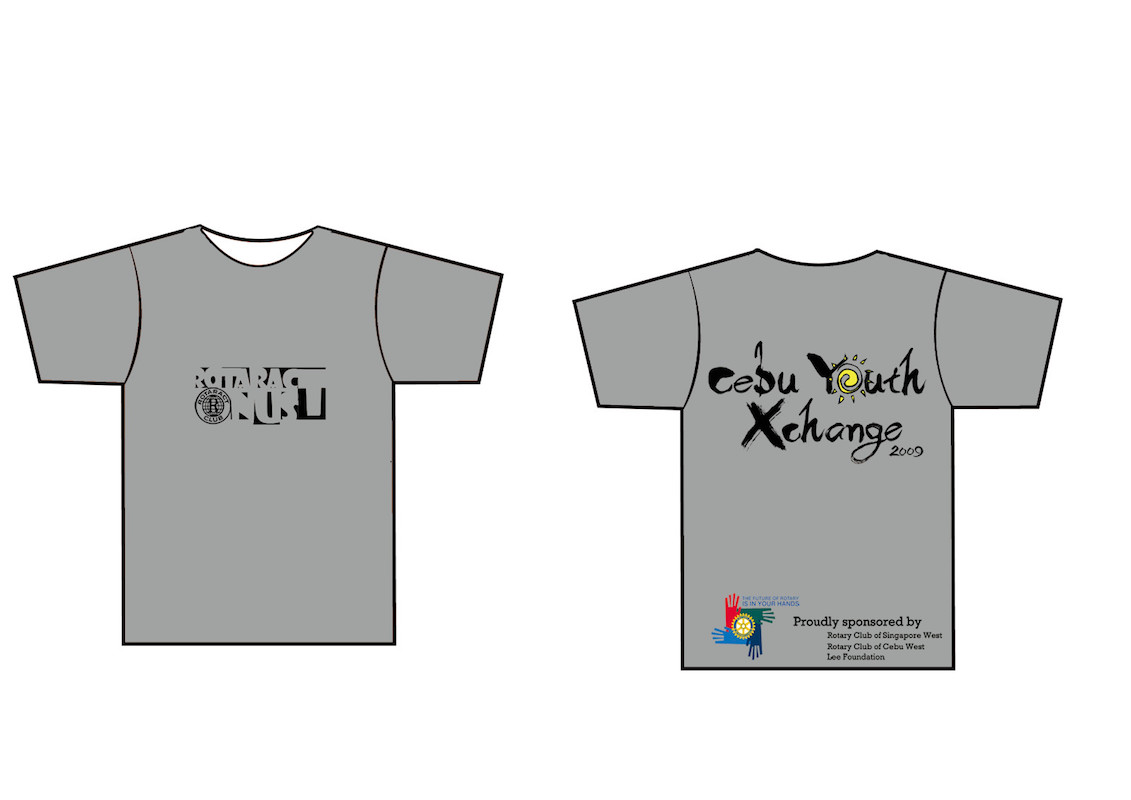 ROTARACT
ROTARACT
CLUB
NUS
Cebu Youth
Xchange
2009
THE FUTURE OF ROTARY
IS IN YOUR HANDS
Proudly sponsored by
Rotary Club of Singapore West
Rotary Club of Cebu West
Lee Foundation